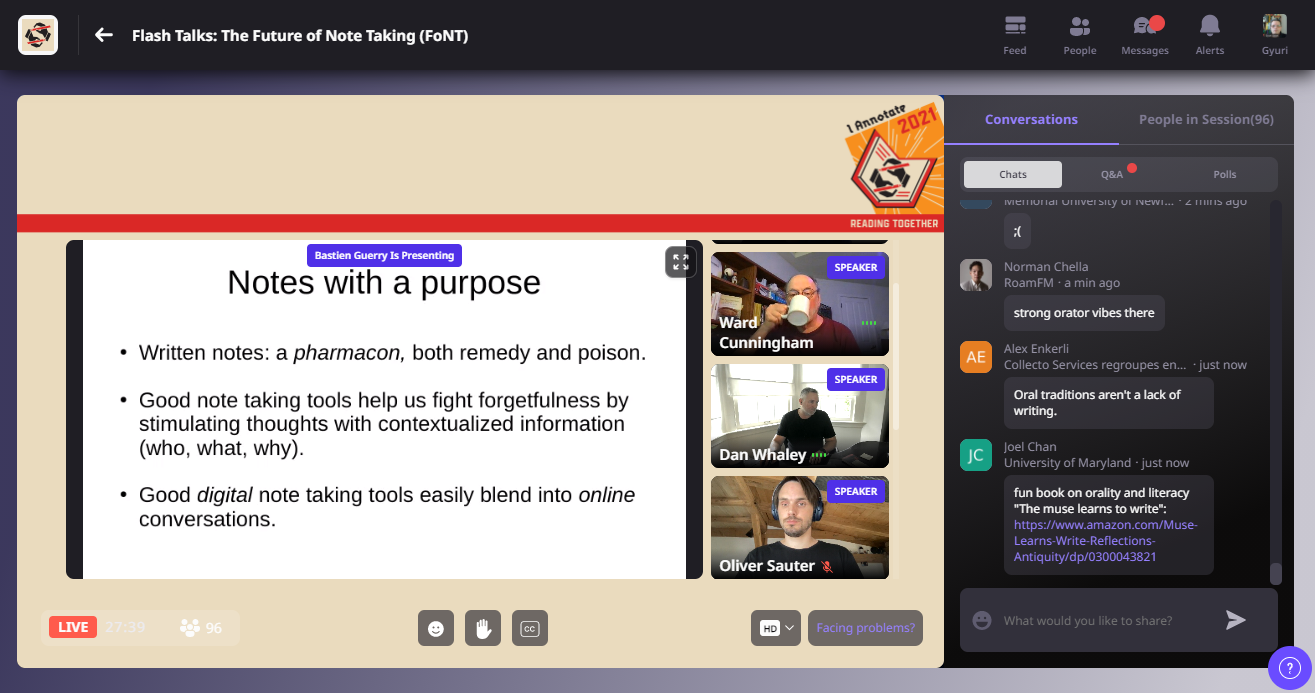 Flash Talks: The Future of Note Taking (FoNT)
Feed
People
Messages
Alerts
Gyuri
I Annotate
2021
READING TOGETHER
Bastien Guerry Is Presenting
Notes with a purpose
• Written notes: a pharmacon, both remedy and poison.
• Good note taking tools help us fight forgetfulness by
stimulating thoughts with contextualized information
(who, what, why).
• Good digital note taking tools easily blend into online
conversations.
SPEAKER
Ward
Cunningham
SPEAKER
Dan Whaley
SPEAKER
Oliver Sauter
LIVE
27:39
96
CC
HD
Facing problems?
Conversations
People in Session(96)
Chats
Q&A
Polls
Memorial University of Newf... · 2 mins ago
;(
Norman Chella
RoamFM · a min ago
strong orator vibes there
AE
Alex Enkerli
Collecto Services regroupes en... · just now
Oral traditions aren't a lack of
writing.
JC
Joel Chan
University of Maryland · just now
fun book on orality and literacy
"The muse learns to write":
https://www.amazon.com/Muse-
Learns-Write-Reflections-
Antiquity/dp/0300043821
What would you like to share?
?